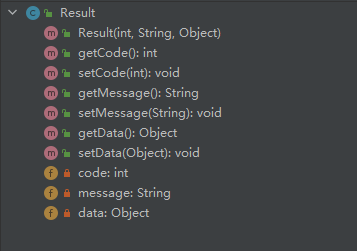 Result
Result(int, String, Object)
getCode(): int
setCode(int): void
getMessage(): String
setMessage(String): void
getData(): Object
setData(Object): void
code: int
message: String
data: Object